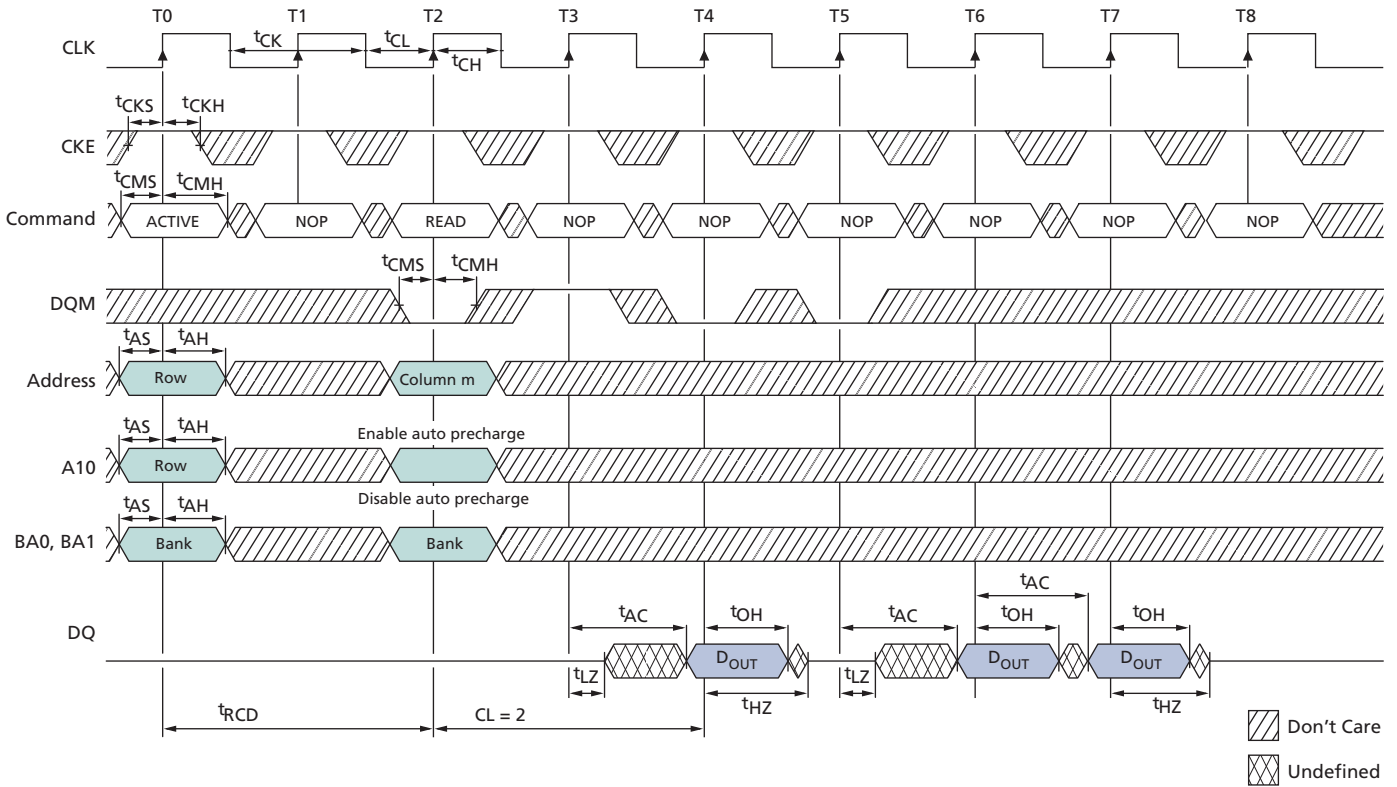 T0 T1 T2 T3 T4 T5 T6 T7 T8
CLK
tCK tCL
tCH
tCKS tCKH
CKE
tCMS tCMH
Command ACTIVE NOP READ NOP NOP NOP NOP NOP NOP
tCMS tCMH
DQM
tAS tAH
Address Row Column m
tAS tAH Enable auto precharge
A10 Row
tAS tAH Disable auto precharge
BA0, BA1 Bank Bank
tAC
tAC tOH tAC tOH tOH
DQ
DOUT DOUT DOUT
tLZ tLZ
tHZ tHZ
tRCD CL = 2
Don't Care
Undefined